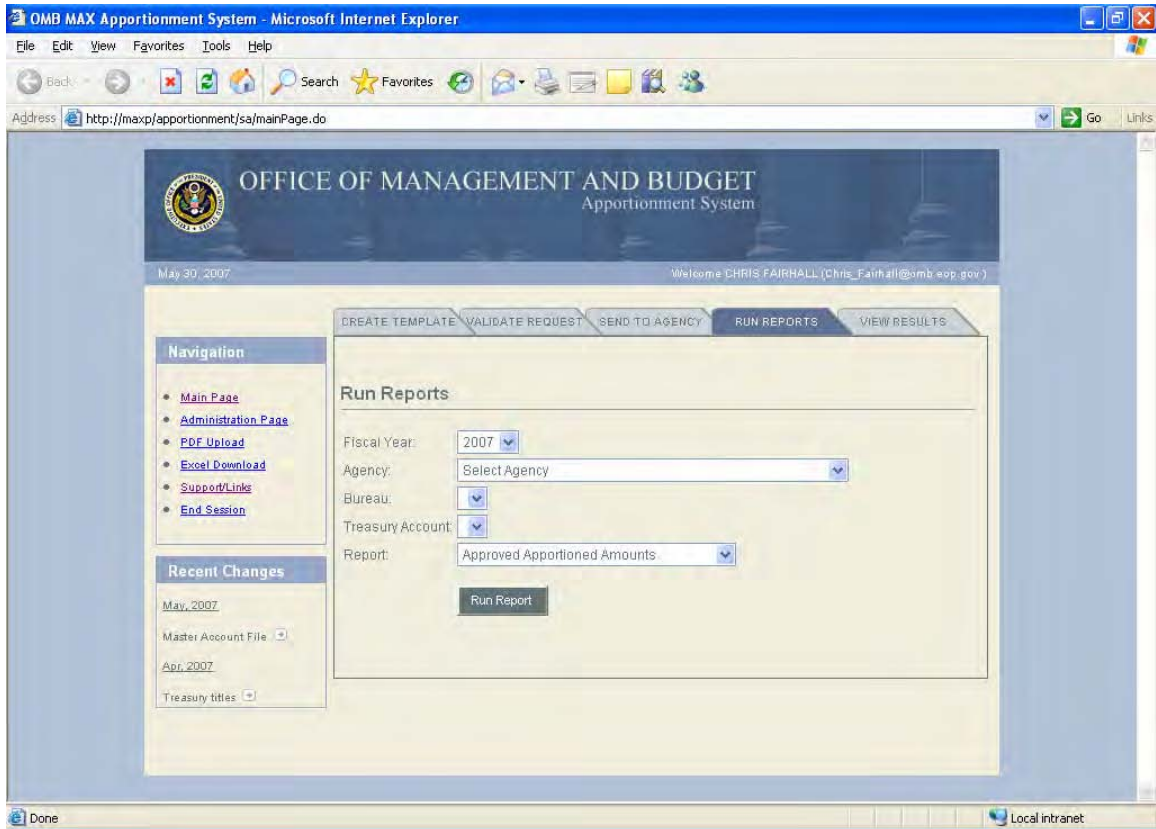 OMB MAX Apportionment System - Microsoft Internet Explorer
File Edit View Favorites Tools Help
Back Search Favorites
Address http://maxp/apportionment/sa/mainPage.do Go Links
OFFICE OF MANAGEMENT AND BUDGET
Apportionment System
May 30, 2007 Welcome CHRIS FAIRHALL (Chris_Fairhall@omb.eop.gov)
CREATE TEMPLATE VALIDATE REQUEST SEND TO AGENCY RUN REPORTS VIEW RESULTS
Navigation
Main Page
Administration Page
PDF Upload
Excel Download
Support/Links
End Session
Recent Changes
May, 2007
Master Account File
Apr, 2007
Treasury titles
Run Reports
Fiscal Year: 2007
Agency: Select Agency
Bureau:
Treasury Account:
Report: Approved Apportioned Amounts
Run Report
Done Local intranet